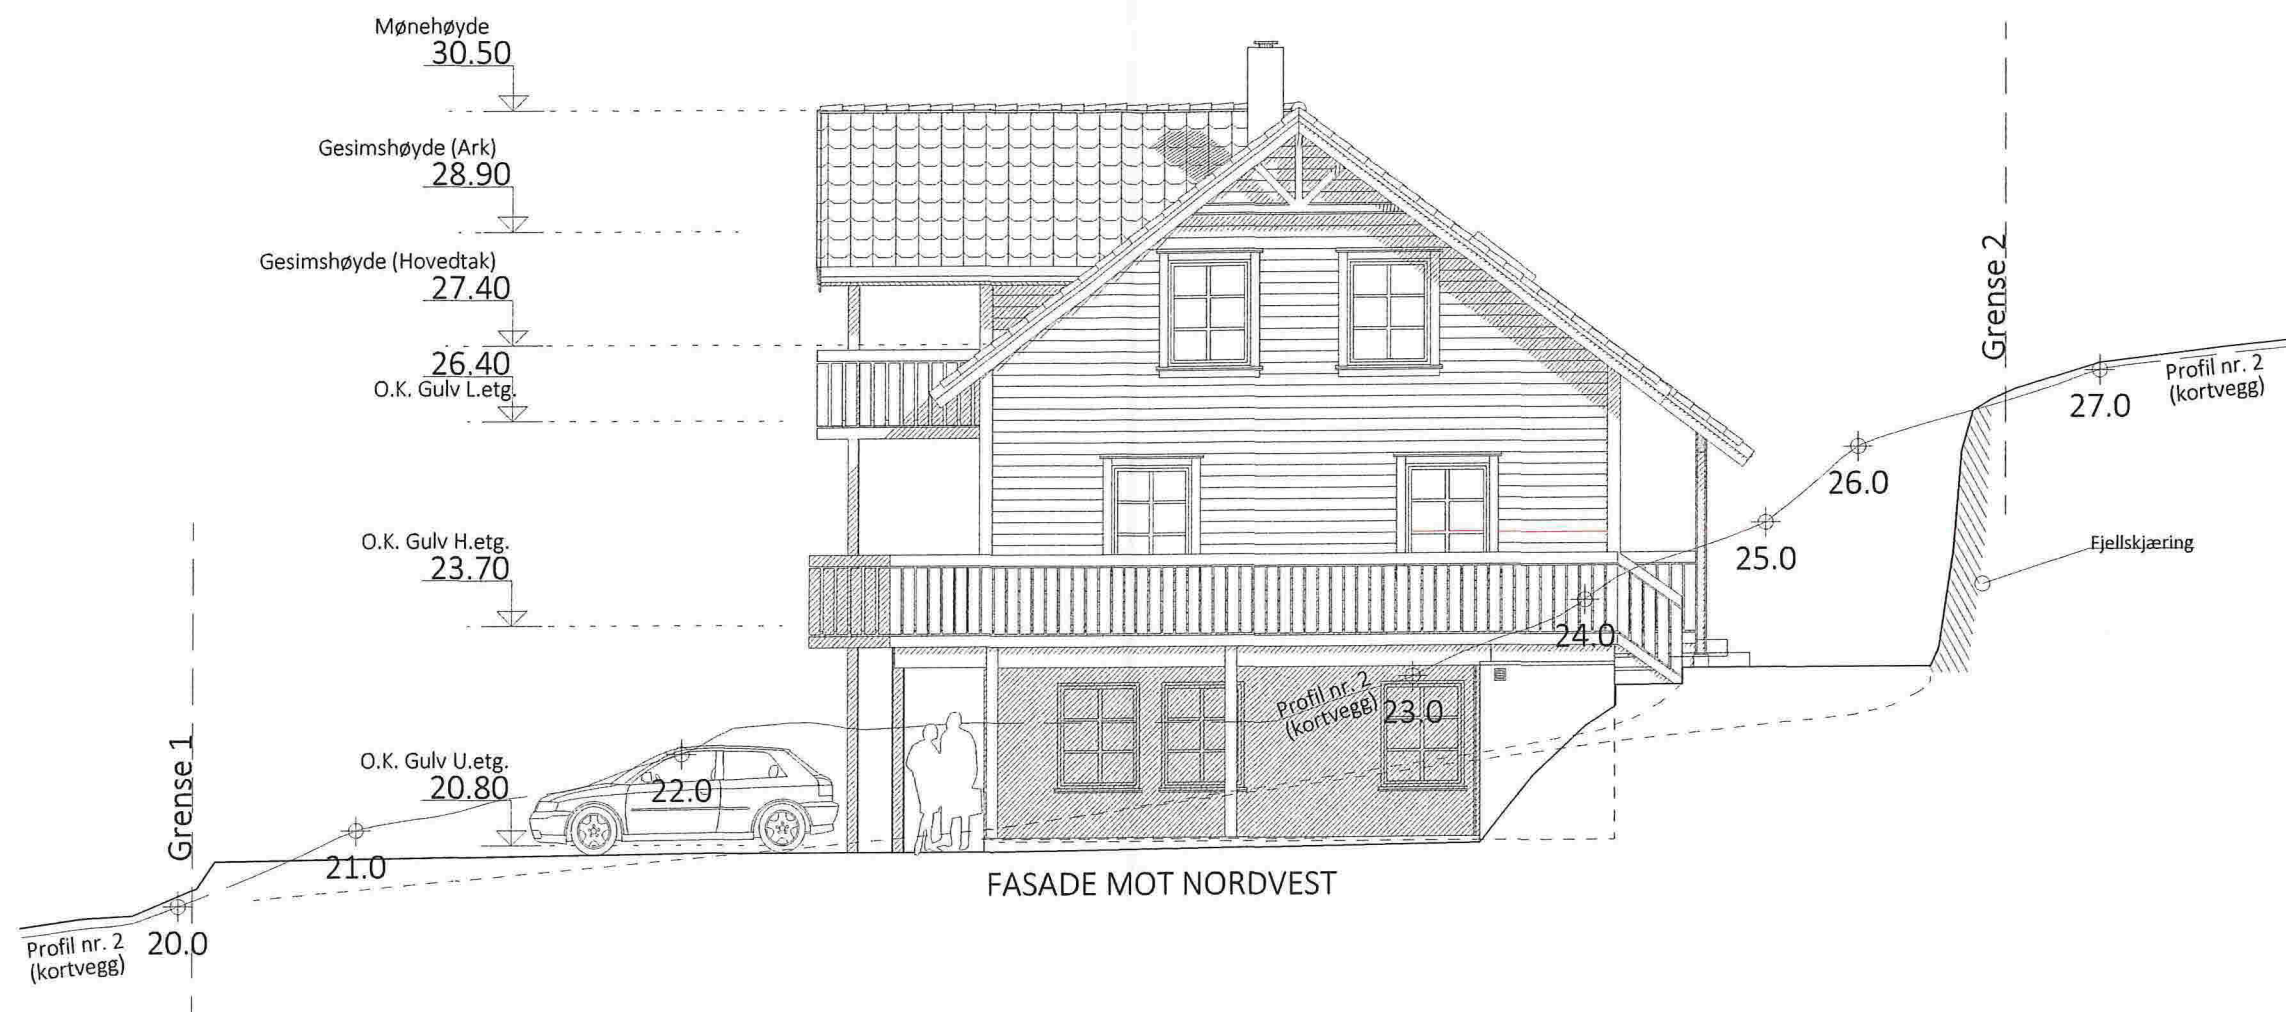 Mønehøyde
30.50
Gesimshøyde (Ark)
28.90
Gesimshøyde (Hovedtak)
27.40
26.40
O.K. Gulv L.etg.
O.K. Gulv H.etg.
23.70
O.K. Gulv U.etg.
20.80
Grense 1
Grense 2
Profil nr. 2
(kortvegg)
20.0
21.0
22.0
Profil nr. 2
(kortvegg)
23.0
24.0
25.0
26.0
27.0
Profil nr. 2
(kortvegg)
Fjellskjæring
FASADE MOT NORDVEST